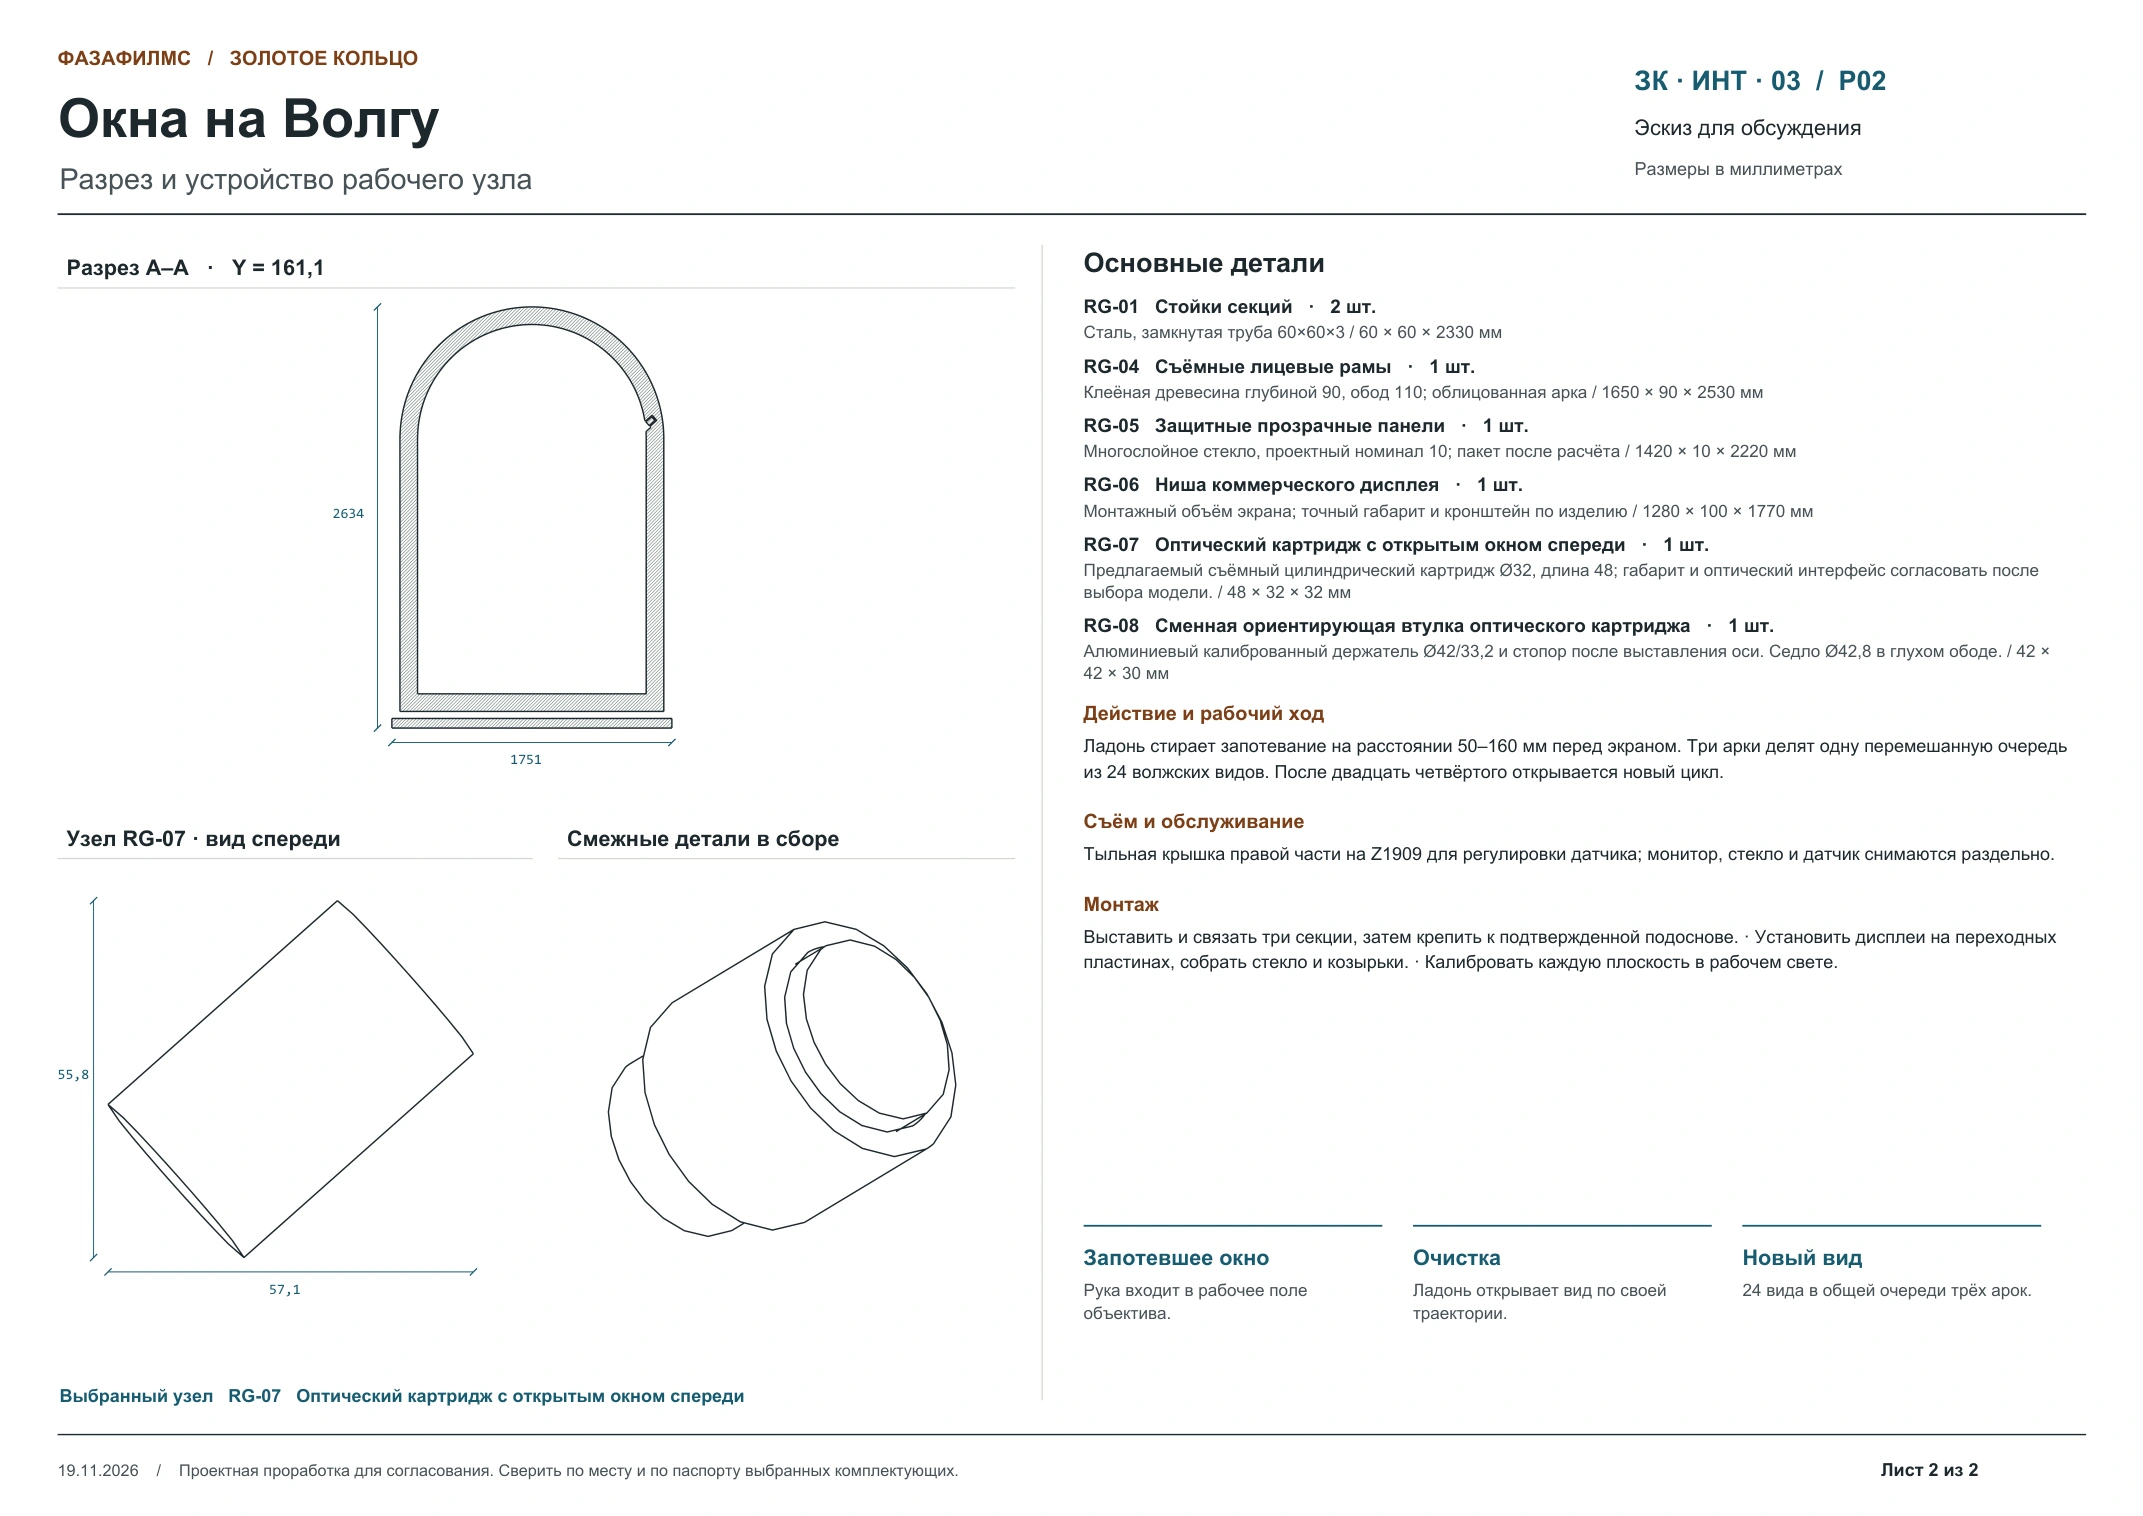 ФАЗАФИЛМС / ЗОЛОТОЕ КОЛЬЦО
Окна на Волгу
Разрез и устройство рабочего узла
ЗК · ИНТ · 03 / P02
Эскиз для обсуждения
Размеры в миллиметрах
Разрез А–А · Y = 161,1
2634
1751
Узел RG-07 · вид спереди
55,8
57,1
Смежные детали в сборе
Выбранный узел RG-07 Оптический картридж с открытым окном спереди
Основные детали
RG-01 Стойки секций · 2 шт.
Сталь, замкнутая труба 60×60×3 / 60 × 60 × 2330 мм
RG-04 Съёмные лицевые рамы · 1 шт.
Клеёная древесина глубиной 90, обод 110; облицованная арка / 1650 × 90 × 2530 мм
RG-05 Защитные прозрачные панели · 1 шт.
Многослойное стекло, проектный номинал 10; пакет после расчёта / 1420 × 10 × 2220 мм
RG-06 Ниша коммерческого дисплея · 1 шт.
Монтажный объём экрана; точный габарит и кронштейн по изделию / 1280 × 100 × 1770 мм
RG-07 Оптический картридж с открытым окном спереди · 1 шт.
Предлагаемый съёмный цилиндрический картридж Ø32, длина 48; габарит и оптический интерфейс согласовать после
выбора модели. / 48 × 32 × 32 мм
RG-08 Сменная ориентирующая втулка оптического картриджа · 1 шт.
Алюминиевый калиброванный держатель Ø42/33,2 и стопор после выставления оси. Седло Ø42,8 в глухом ободе. / 42 ×
42 × 30 мм
Действие и рабочий ход
Ладонь стирает запотевание на расстоянии 50–160 мм перед экраном. Три арки делят одну перемешанную очередь
из 24 волжских видов. После двадцать четвёртого открывается новый цикл.
Съём и обслуживание
Тыльная крышка правой части на Z1909 для регулировки датчика; монитор, стекло и датчик снимаются раздельно.
Монтаж
Выставить и связать три секции, затем крепить к подтвержденной подоснове. · Установить дисплеи на переходных
пластинах, собрать стекло и козырьки. · Калибровать каждую плоскость в рабочем свете.
Запотевшее окно
Рука входит в рабочее поле
объектива.
Очистка
Ладонь открывает вид по своей
траектории.
Новый вид
24 вида в общей очереди трёх арок.
19.11.2026 / Проектная проработка для согласования. Сверить по месту и по паспорту выбранных комплектующих.
Лист 2 из 2